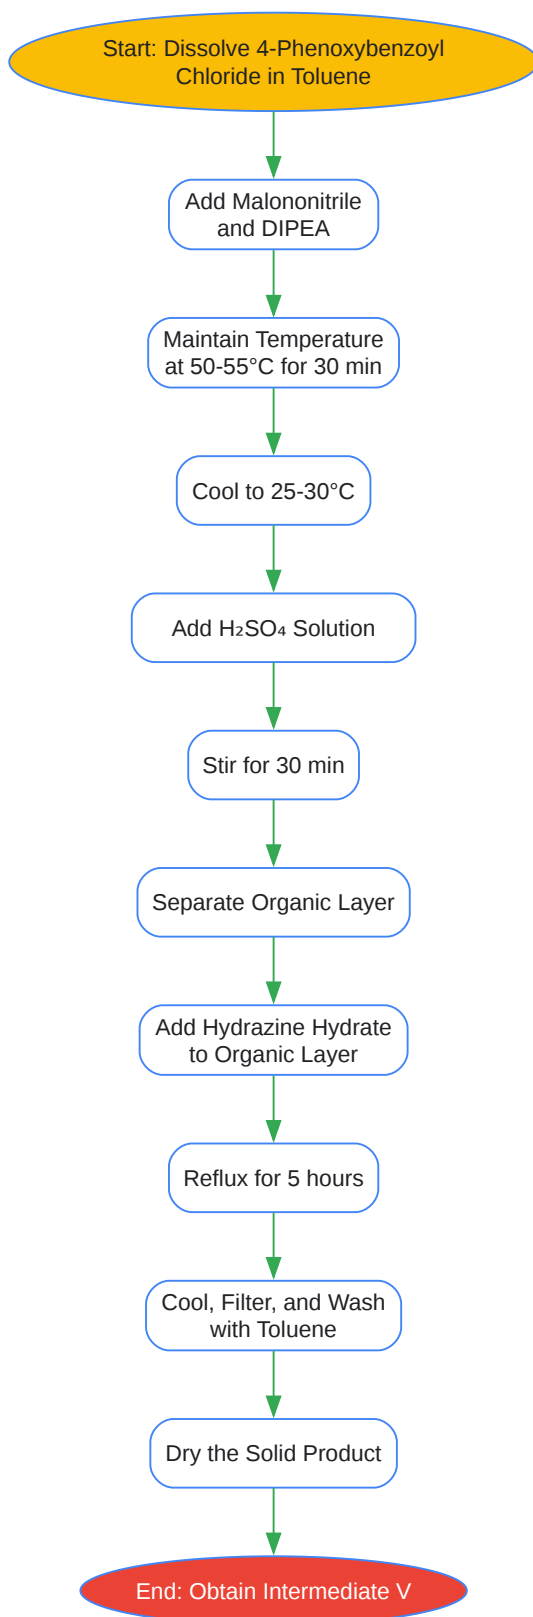 Start: Dissolve 4-Phenoxybenzoyl
Chloride in Toluene
Add Malononitrile
and DIPEA
Maintain Temperature
at 50-55°C for 30 min
Cool to 25-30°C
Add H₂SO₄ Solution
Stir for 30 min
Separate Organic Layer
Add Hydrazine Hydrate
to Organic Layer
Reflux for 5 hours
Cool, Filter, and Wash
with Toluene
Dry the Solid Product
End: Obtain Intermediate V